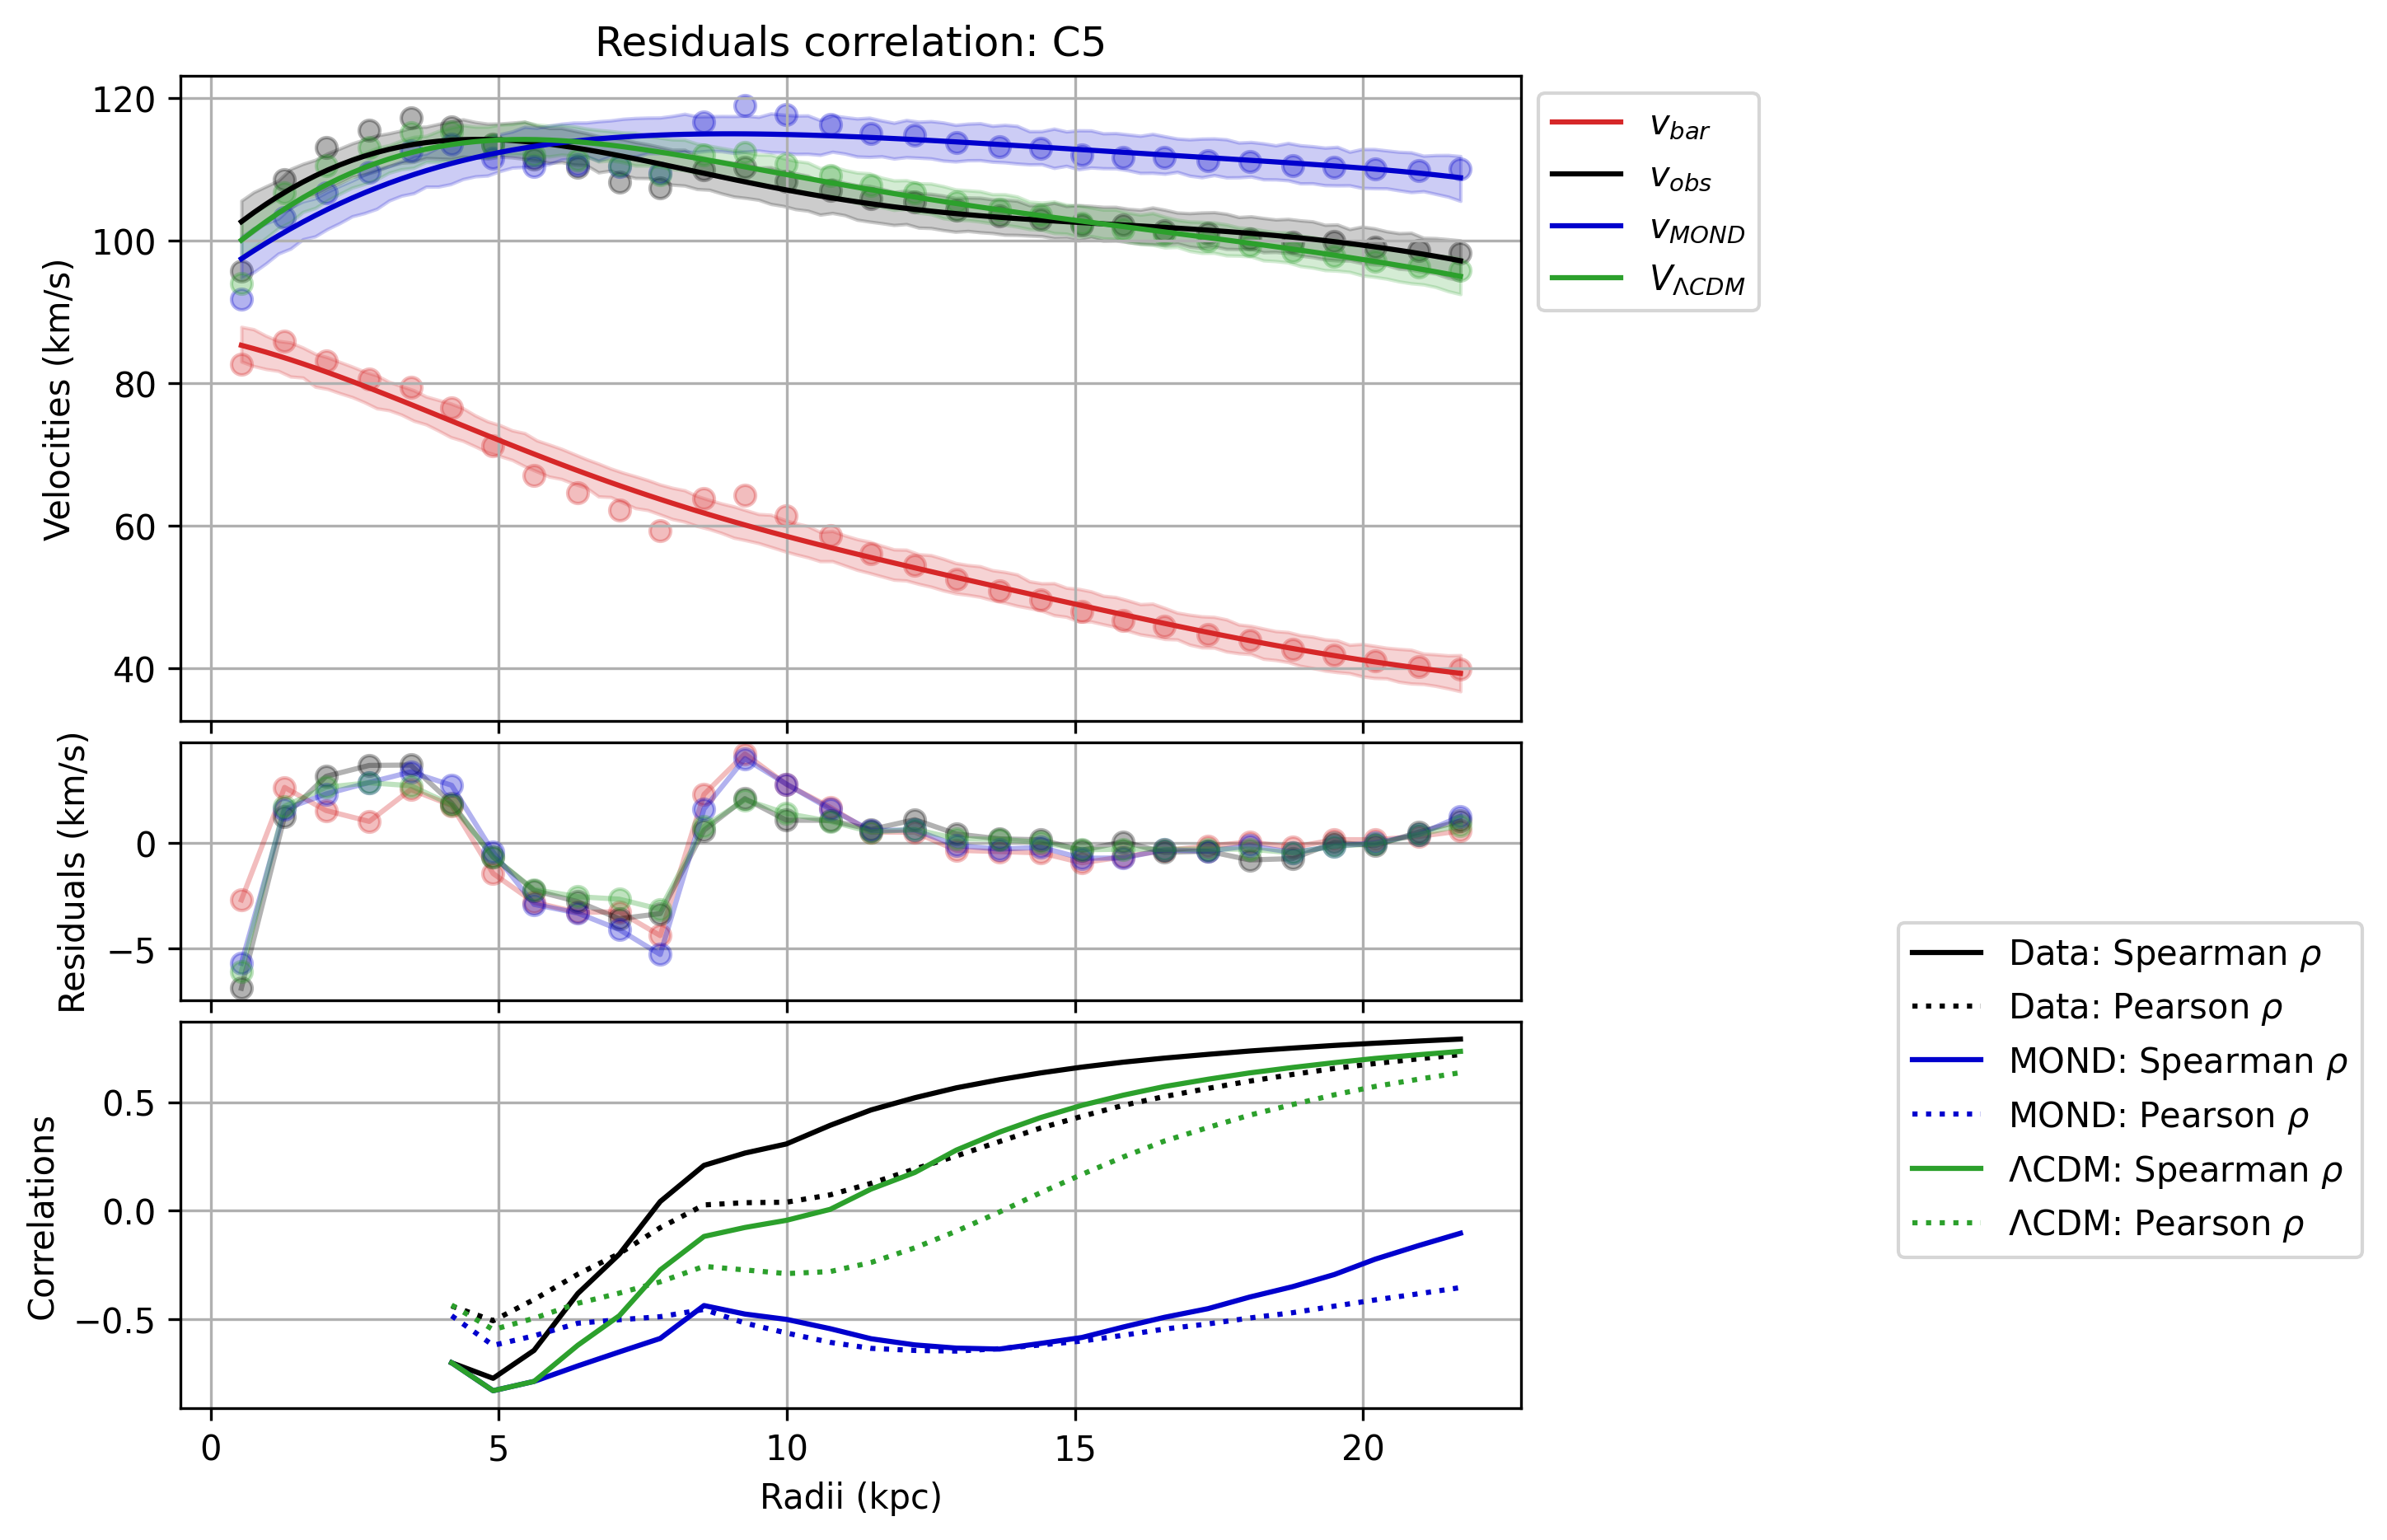 Residuals correlation: C5
120
100
80
60
40
Velocities (km/s)
v_bar
v_obs
v_MOND
V_ΛCDM
0
−5
Residuals (km/s)
0.5
0.0
−0.5
Correlations
0 5 10 15 20
Radii (kpc)
Data: Spearman ρ
Data: Pearson ρ
MOND: Spearman ρ
MOND: Pearson ρ
ΛCDM: Spearman ρ
ΛCDM: Pearson ρ